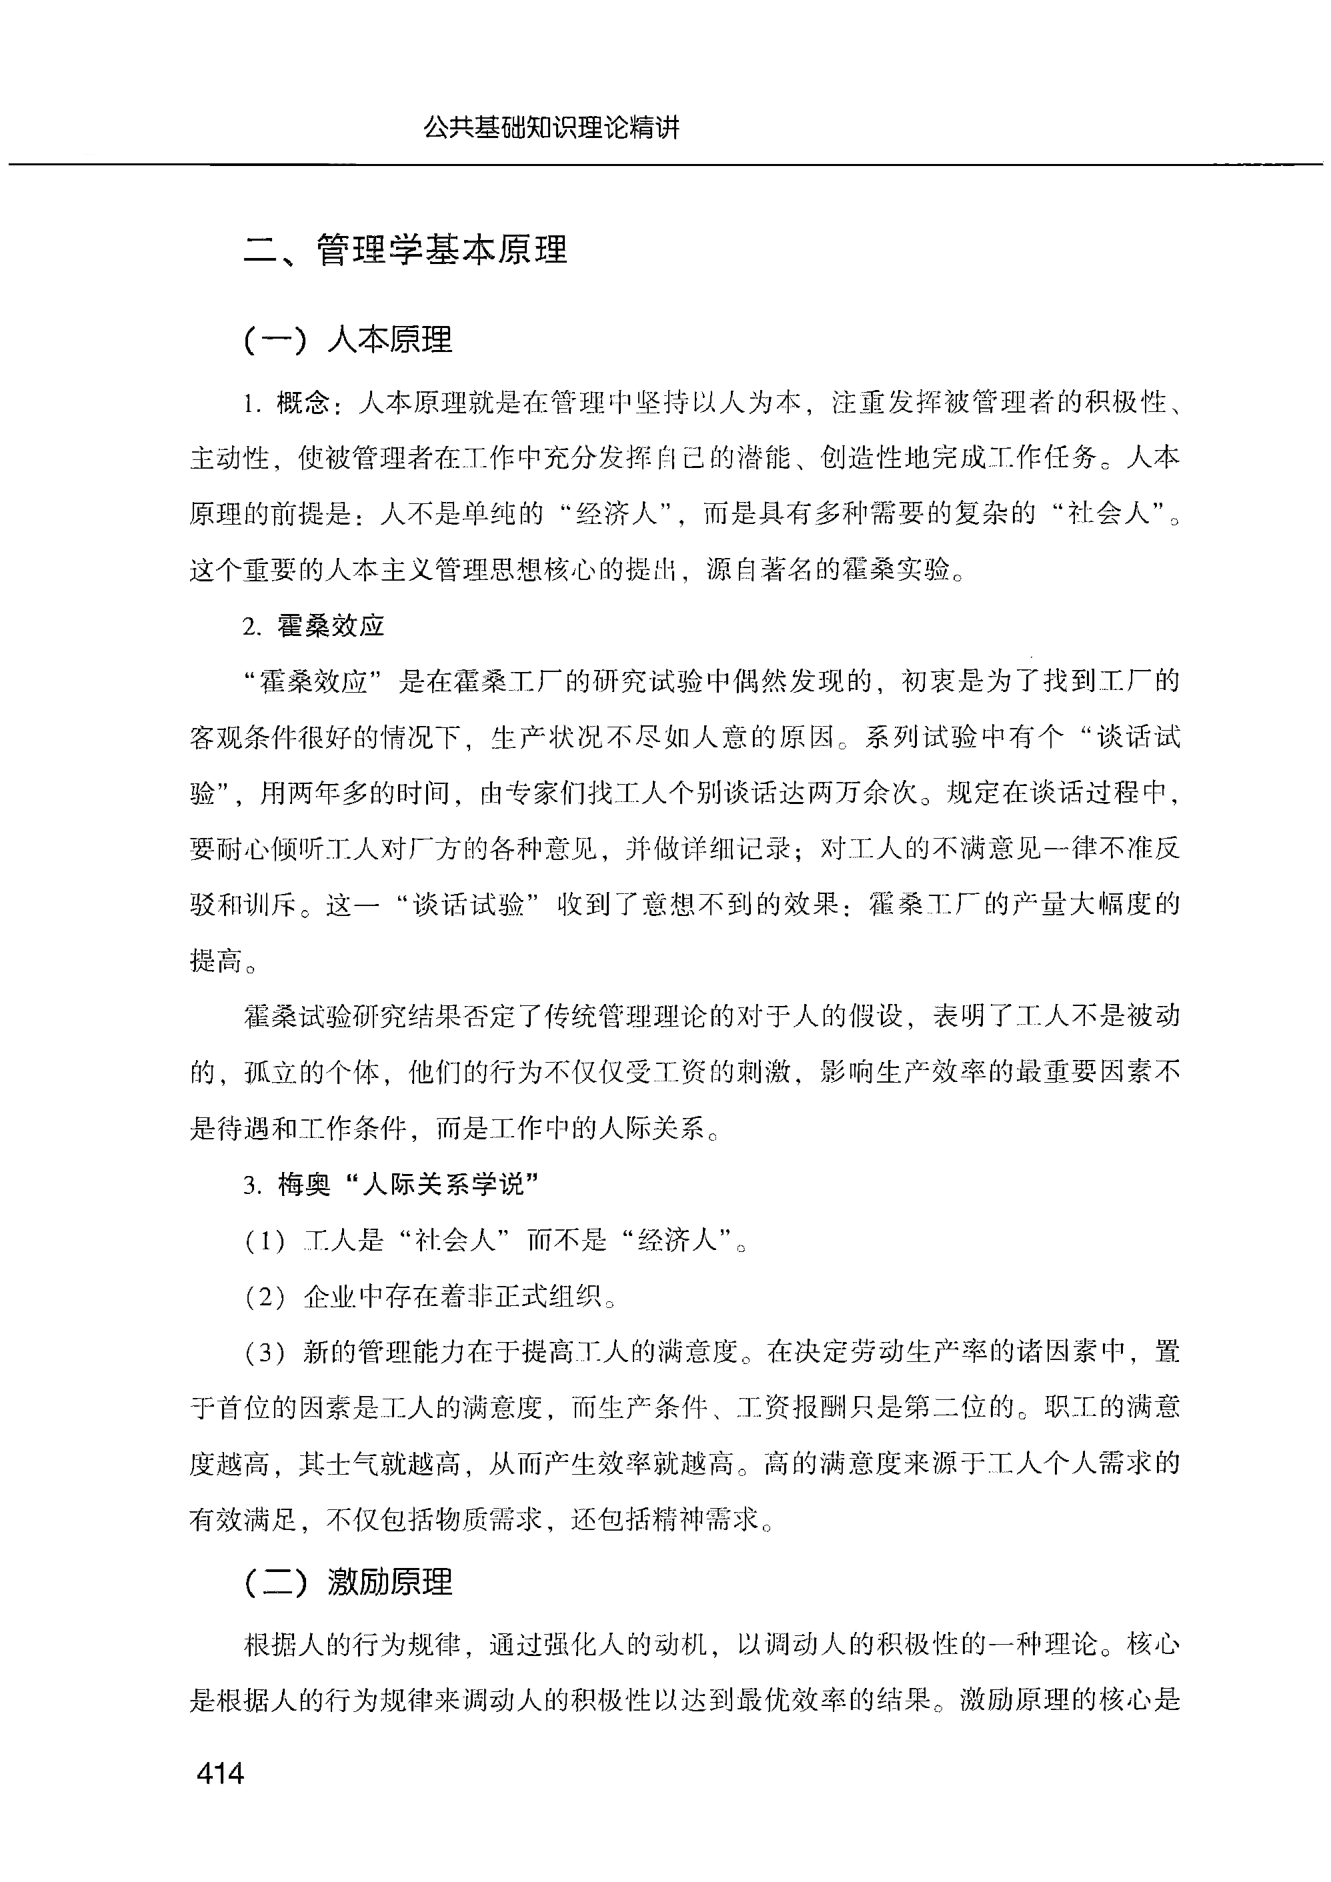 公共基础知识理论精讲
二、管理学基本原理
（一）人本原理
1. 概念：人本原理就是在管理中坚持以人为本，注重发挥被管理者的积极性、
主动性，使被管理者在工作中充分发挥自己的潜能、创造性地完成工作任务。人本
原理的前提是：人不是单纯的“经济人”，而是具有多种需要的复杂的“社会人”。
这个重要的人本主义管理思想核心的提出，源自著名的霍桑实验。
2. 霍桑效应
“霍桑效应”是在霍桑工厂的研究试验中偶然发现的，初衷是为了找到工厂的
客观条件很好的情况下，生产状况不尽如人意的原因。系列试验中有个“谈话试
验”，用两年多的时间，由专家们找工人个别谈话达两万余次。规定在谈话过程中，
要耐心倾听工人对厂方的各种意见，并做详细记录；对工人的不满意见一律不准反
驳和训斥。这一“谈话试验”收到了意想不到的效果：霍桑工厂的产量大幅度的
提高。
霍桑试验研究结果否定了传统管理理论的对于人的假设，表明了工人不是被动
的，孤立的个体，他们的行为不仅仅受工资的刺激，影响生产效率的最重要因素不
是待遇和工作条件，而是工作中的人际关系。
3. 梅奥“人际关系学说”
（1）工人是“社会人”而不是“经济人”。
（2）企业中存在着非正式组织。
（3）新的管理能力在于提高工人的满意度。在决定劳动生产率的诸因素中，置
于首位的因素是工人的满意度，而生产条件、工资报酬只是第二位的。职工的满意
度越高，其士气就越高，从而产生效率就越高。高的满意度来源于工人个人需求的
有效满足，不仅包括物质需求，还包括精神需求。
（二）激励原理
根据人的行为规律，通过强化人的动机，以调动人的积极性的一种理论。核心
是根据人的行为规律来调动人的积极性以达到最优效率的结果。激励原理的核心是
414